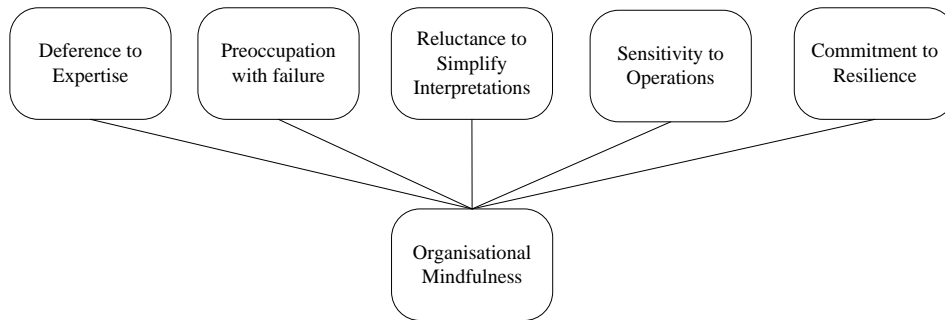 Deference to
Expertise
Preoccupation
with failure
Reluctance to
Simplify
Interpretations
Sensitivity to
Operations
Commitment to
Resilience
Organisational
Mindfulness